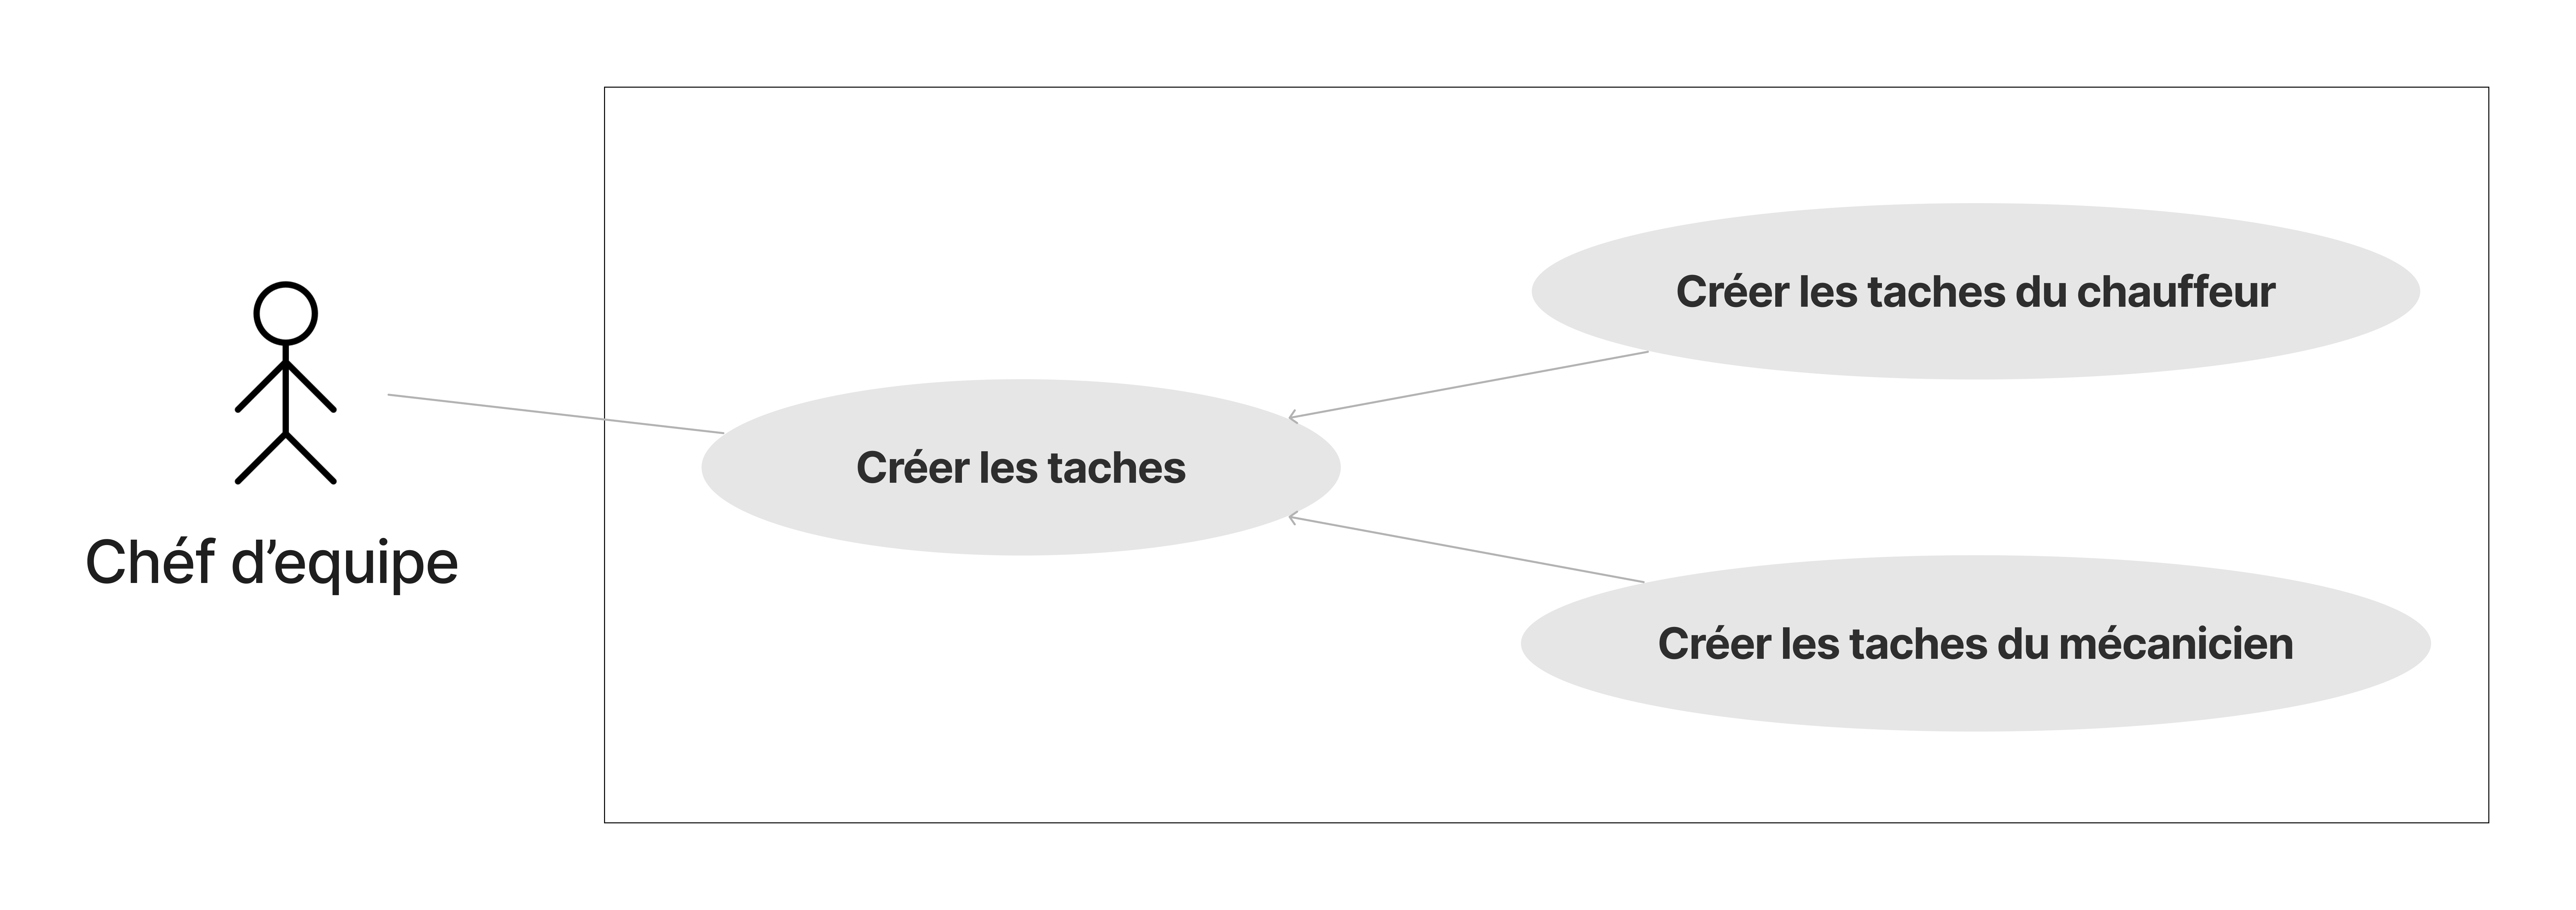 Créer les taches du chauffeur
Créer les taches
Chéf d’equipe
Créer les taches du mécanicien